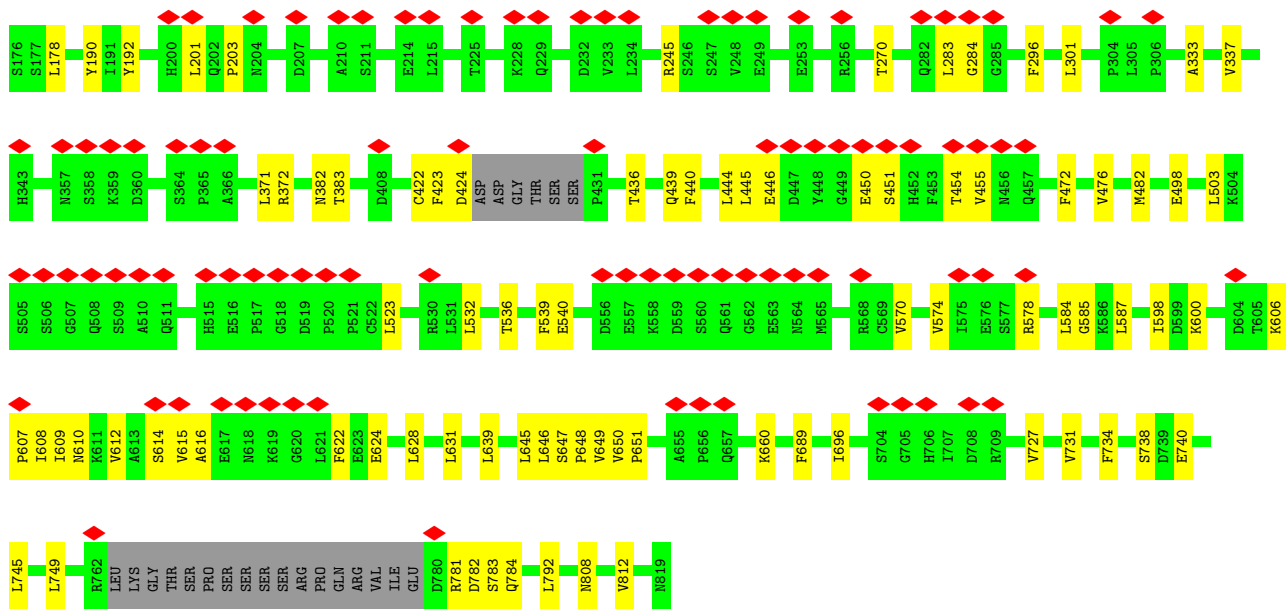 S176 S177 L178 Y190 I191 Y192 H200 L201 Q202 P203 N204 D207 A210 S211 E214 L215 T225 K228 Q229 D232 V233 L234 R245 S246 S247 V248 E249 E253 R256 T270 Q282 L283 G284 G285 F296 L301 P304 L305 P306 A333 V337
H343 N357 S358 K359 D360 S364 P365 A366 L371 R372 N382 T383 D408 C422 F423 D424 ASP ASP GLY THR SER SER P431 T436 Q439 F440 L444 L445 E446 D447 Y448 G449 E450 S451 H452 F453 T454 V455 N456 Q457 F472 V476 M482 E498 L503 K504
S505 S506 G507 Q508 S509 A510 Q511 H515 E516 P517 G518 D519 P520 P521 C522 L523 R530 L531 L532 T536 F539 E540 D556 E557 K558 D559 S560 Q561 G562 E563 N564 M565 R568 C569 V570 V574 I575 E576 S577 R578 L584 G585 K586 L587 I598 D599 K600 D604 T605 K606
P607 I608 I609 N610 K611 V612 A613 S614 V615 A616 E617 N618 K619 G620 L621 F622 E623 E624 L628 L631 L639 L645 L646 S647 P648 V649 V650 P651 A655 P656 Q657 K660 F689 I696 S704 G705 H706 I707 D708 R709 V727 V731 F734 S738 D739 E740
L745 L749 R762 LEU LYS GLY THR SER PRO SER SER SER SER ARG PRO GLN ARG VAL ILE GLU D780 R781 D782 S783 Q784 L792 N808 V812 N819